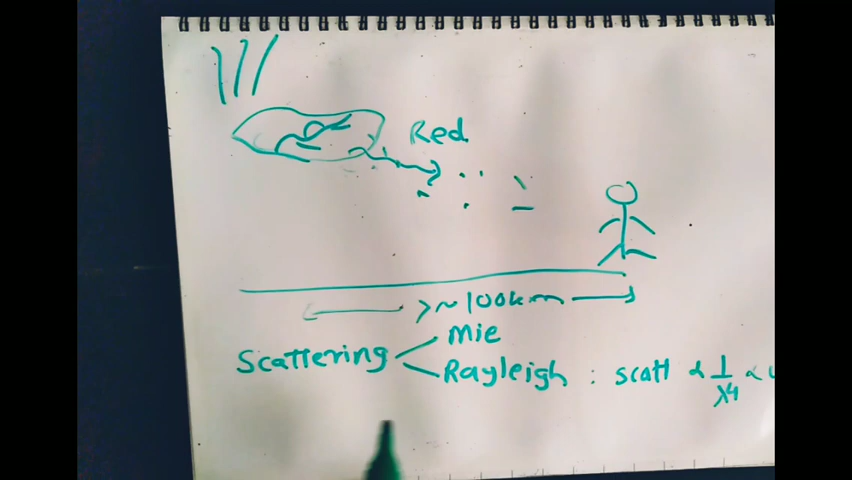 Red
> ~ 100km
Mie
Scattering
Rayleigh : scatt ∝ 1/λ4 ∝